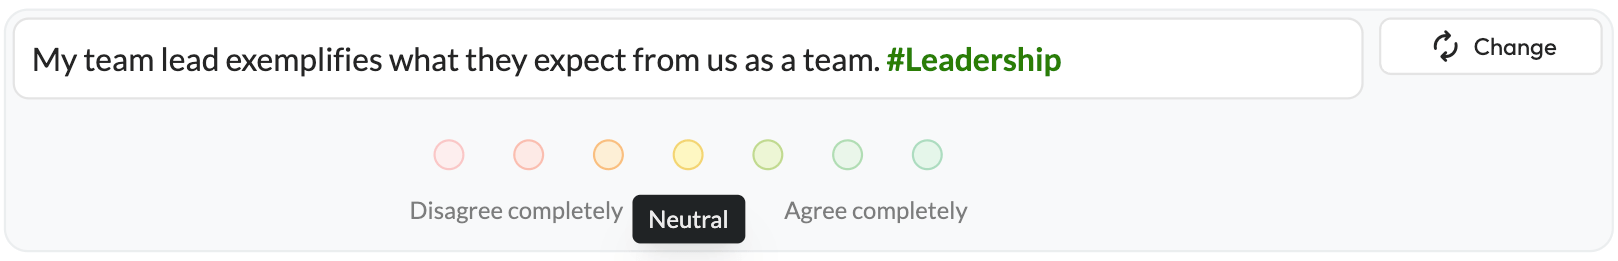 My team lead exemplifies what they expect from us as a team. #Leadership
Change
Disagree completely
Neutral
Agree completely